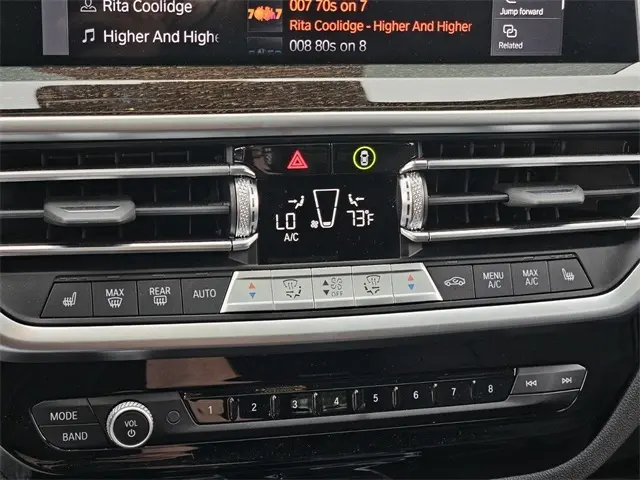 Rita Coolidge
Higher And Highe
007 70s on 7
Rita Coolidge - Higher And Higher
008 80s on 8
Jump forward
Related
LO
A/C
73°F
MAX
REAR
AUTO
OFF
MENU
A/C
MAX
A/C
MODE
BAND
VOL
1 2 3 4 5 6 7 8